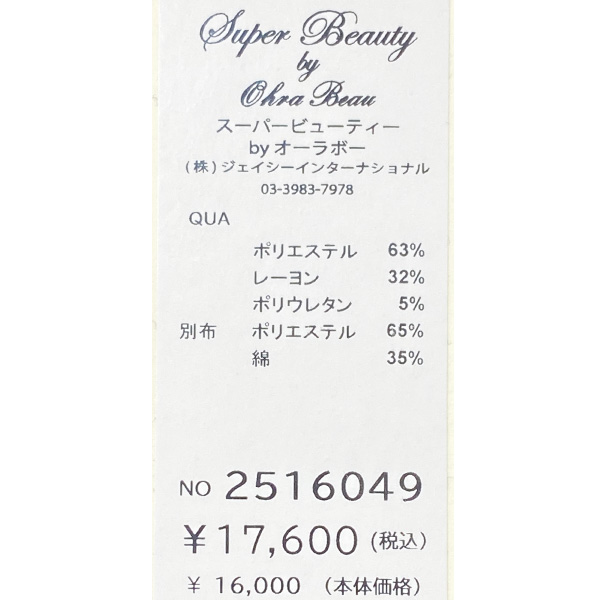 Super Beauty
by
Ohra Beau
スーパービューティー
by オーラボー
(株)ジェイシーインターナショナル
03-3983-7978
QUA
ポリエステル 63%
レーヨン 32%
ポリウレタン 5%
別布 ポリエステル 65%
綿 35%
NO 2516049
¥17,600 (税込)
¥ 16,000 (本体価格)